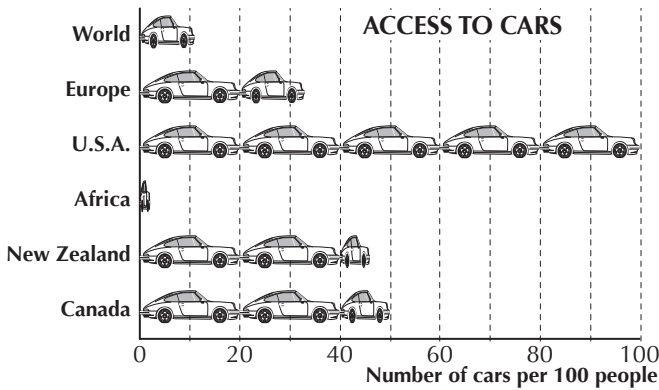 ACCESS TO CARS
World
Europe
U.S.A.
Africa
New Zealand
Canada
0 20 40 60 80 100
Number of cars per 100 people